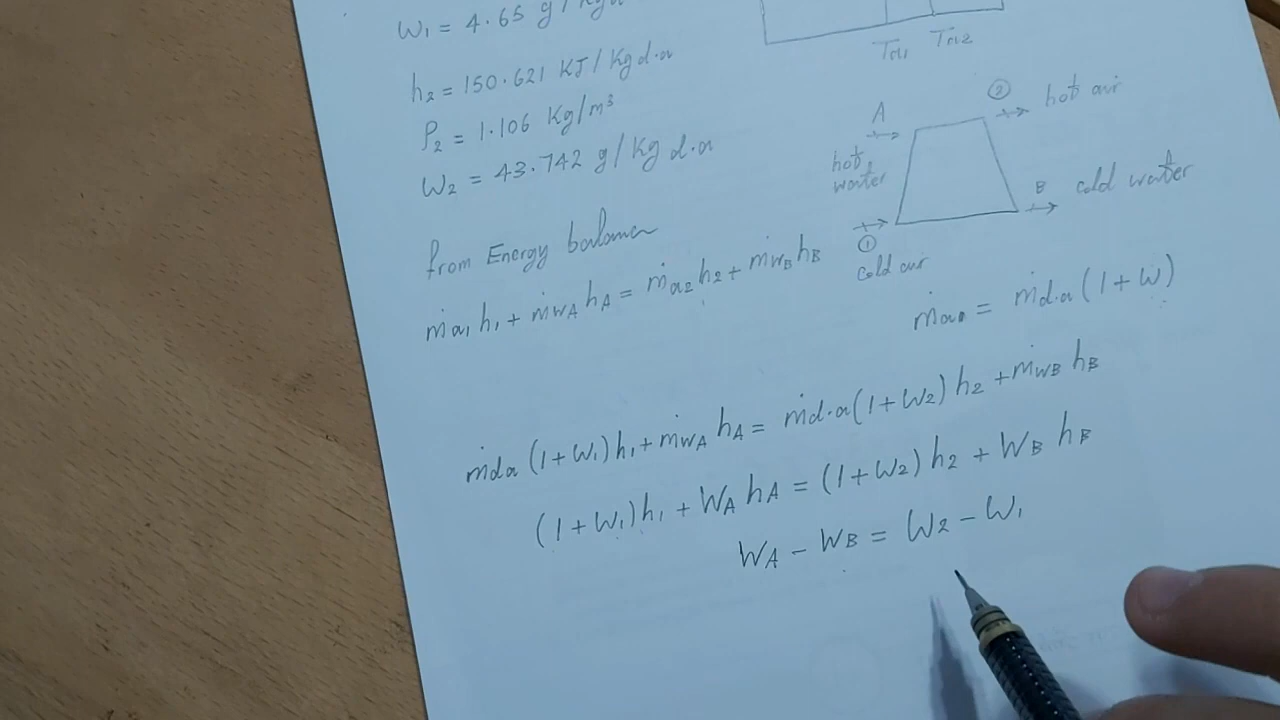 W₁ = 4.65 g/kgd
h₂ = 150.621 KJ/Kg d.a
ρ₂ = 1.106 Kg/m³
W₂ = 43.742 g/Kg d.a
Tdb1 Tdb2
A
② hot air
hot water
B cold water
①
cold air
from Energy balance
ṁa₁ h₁ + ṁwA hA = ṁa₂ h₂ + ṁwB hB
ṁa = ṁd.a (1+W)
ṁda (1+W₁) h₁ + ṁwA hA = ṁd.a (1+W₂) h₂ + ṁwB hB
(1+W₁) h₁ + WA hA = (1+W₂) h₂ + WB hB
WA − WB = W₂ − W₁